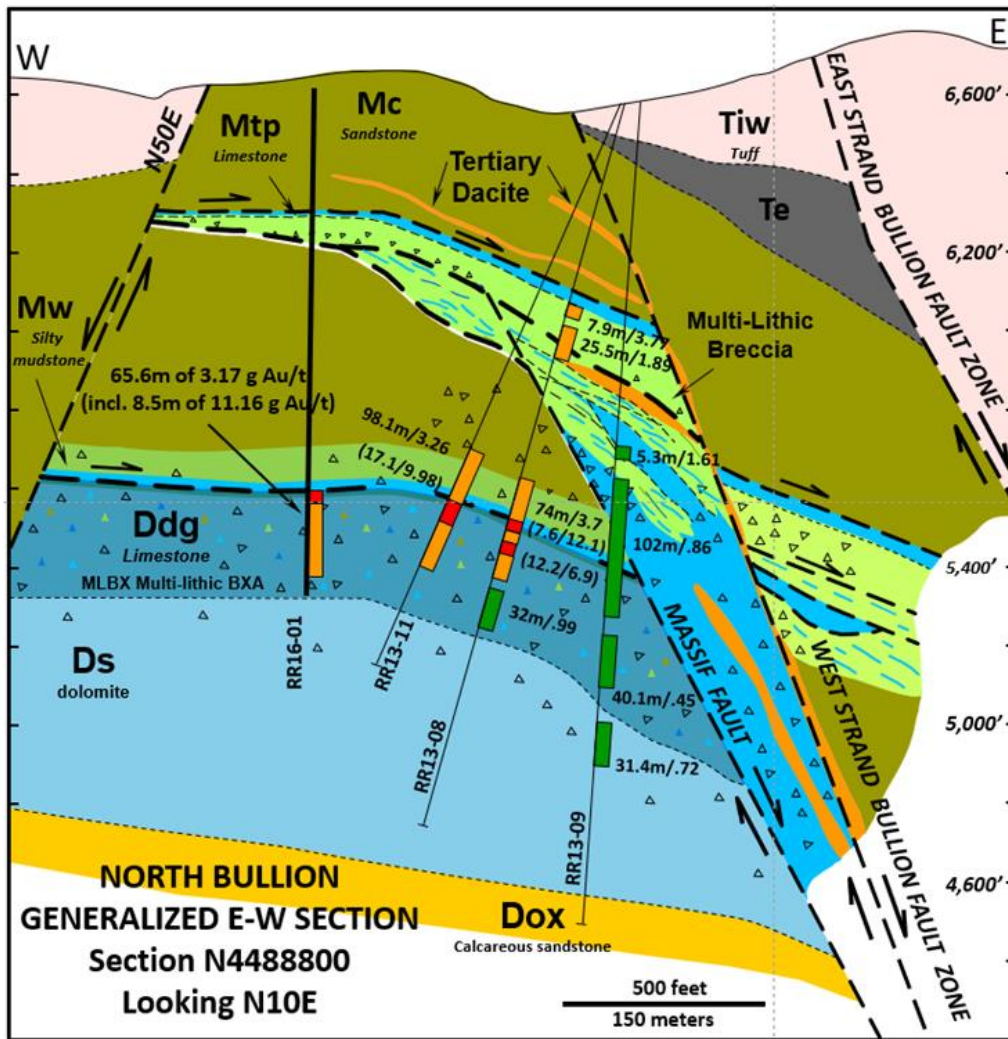 W
E
6,600'
6,200'
5,400'
5,000'
4,600'
N50E
Mtp
Limestone
Mc
Sandstone
Tertiary
Dacite
Tiw
Tuff
Te
EAST STRAND BULLION FAULT ZONE
Mw
Silty
mudstone
65.6m of 3.17 g Au/t
(incl. 8.5m of 11.16 g Au/t)
7.9m/3.77
25.5m/1.89
Multi-Lithic
Breccia
98.1m/3.26
(17.1/9.98)
5.3m/1.61
74m/3.7
(7.6/12.1)
(12.2/6.9)
102m/.86
Ddg
Limestone
MLBX Multi-lithic BXA
32m/.99
40.1m/.45
31.4m/.72
Ds
dolomite
RR16-01
RR13-11
RR13-08
RR13-09
MASSIF FAULT
WEST STRAND BULLION FAULT ZONE
NORTH BULLION
GENERALIZED E-W SECTION
Section N4488800
Looking N10E
Dox
Calcareous sandstone
500 feet
150 meters